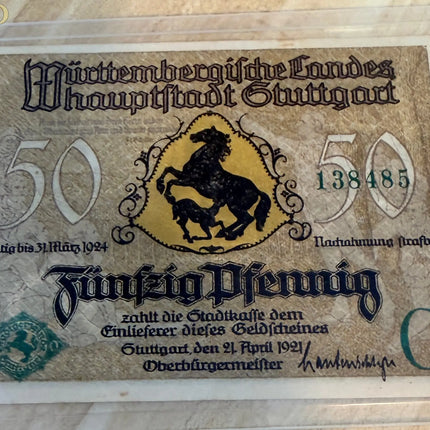 Württembergische Landes
hauptstadt Stuttgart
50 50
138485
tig bis 31. März 1924 Nachahmung strafb
Fünfzig Pfennig
zahlt die Stadtkasse dem
Einlieferer dieses Geldscheines
Stuttgart, den 21. April 1921
Oberbürgermeister